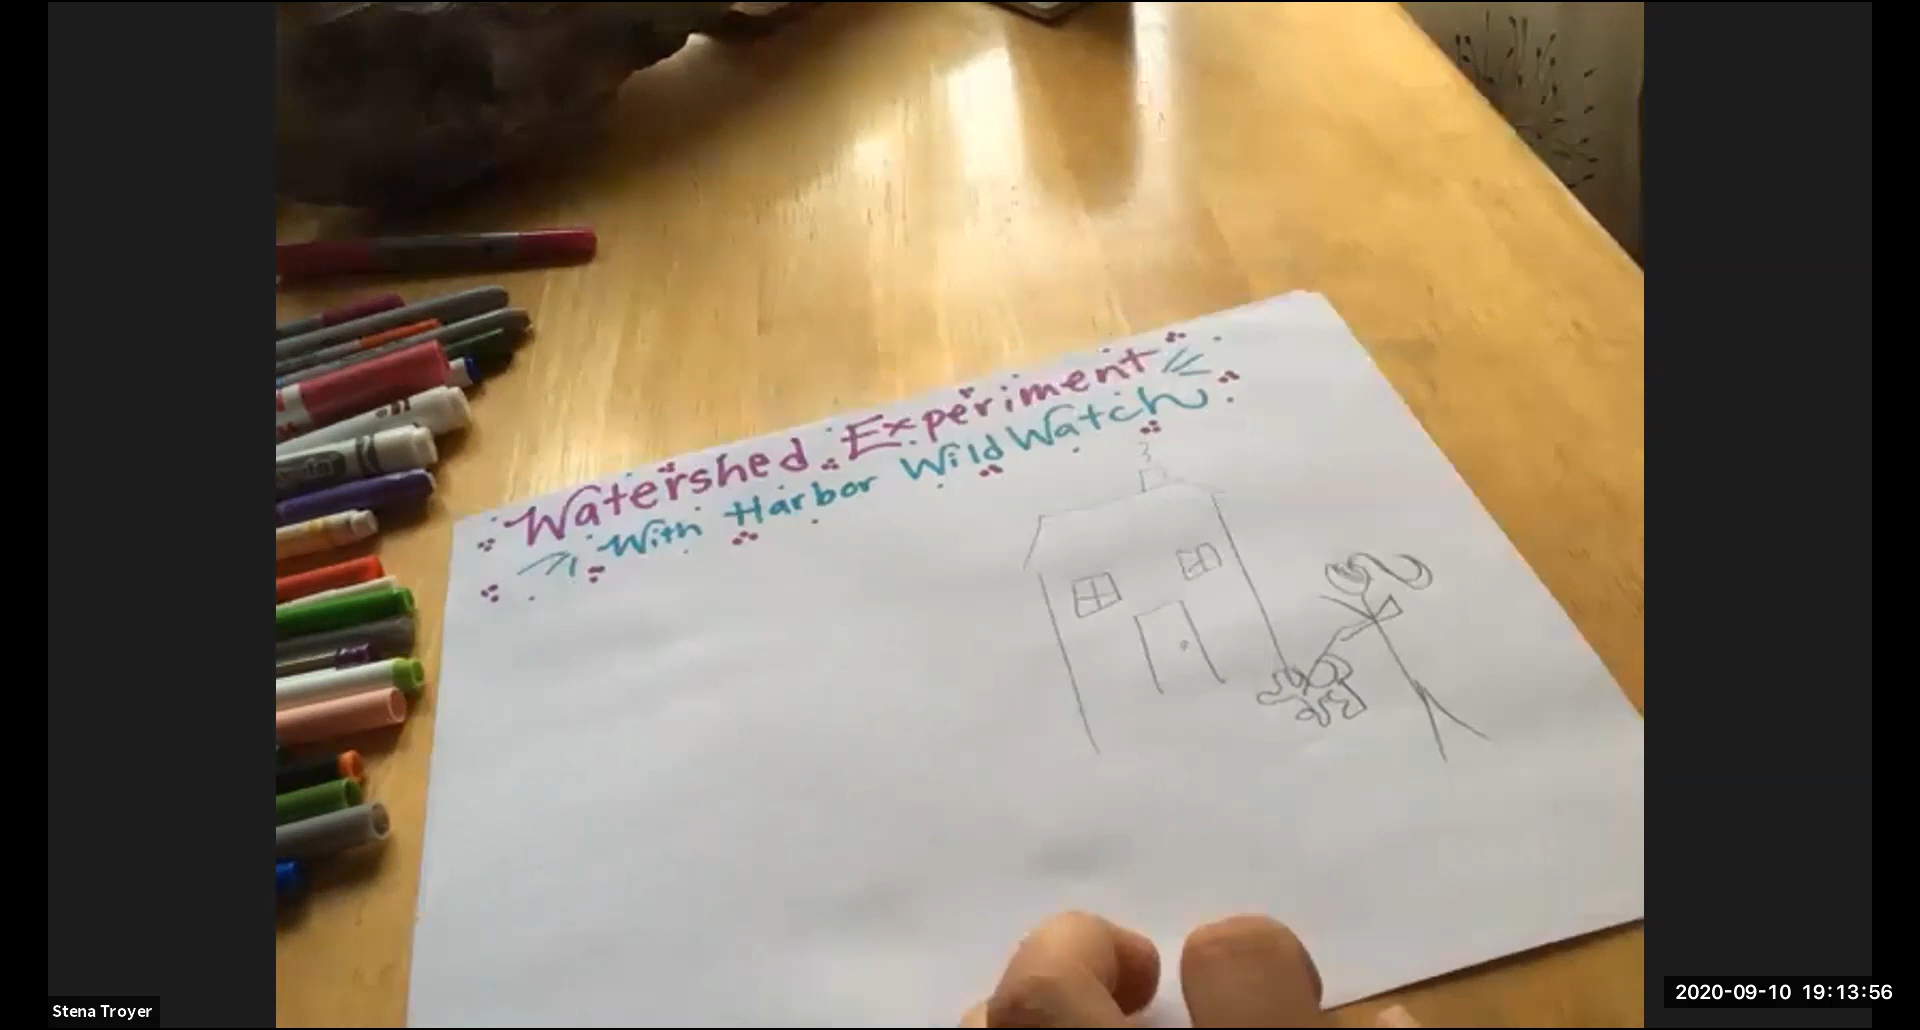 Watershed Experiment
With Harbor WildWatch
Stena Troyer
2020-09-10 19:13:56